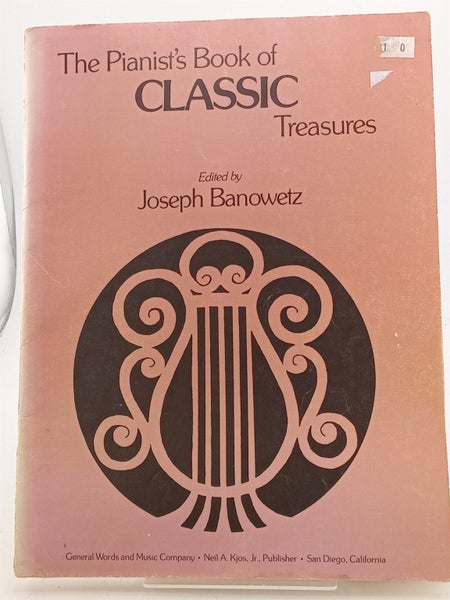 The Pianist's Book of
CLASSIC
Treasures
Edited by
Joseph Banowetz
General Words and Music Company • Neil A. Kjos, Jr., Publisher • San Diego, California